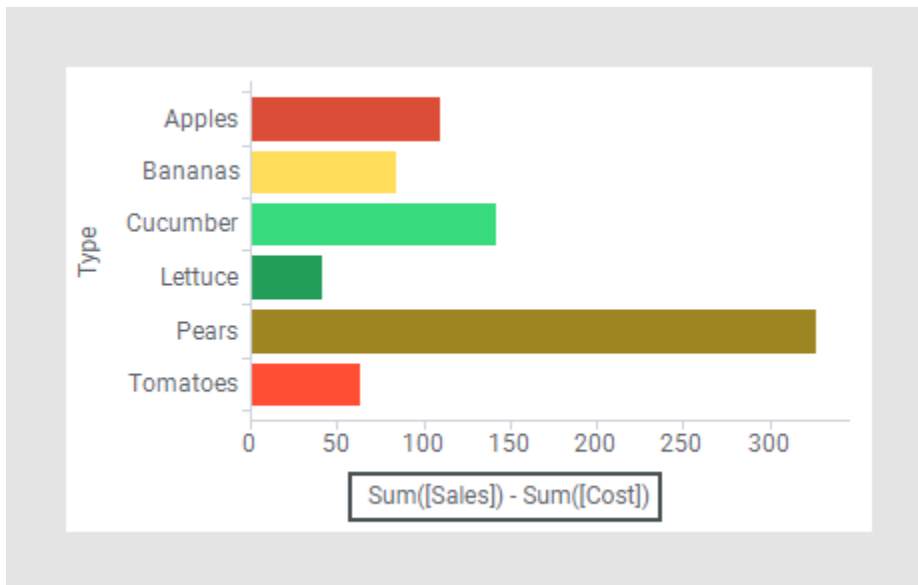 Apples
Bananas
Cucumber
Lettuce
Pears
Tomatoes
Type
0 50 100 150 200 250 300
Sum([Sales]) - Sum([Cost])